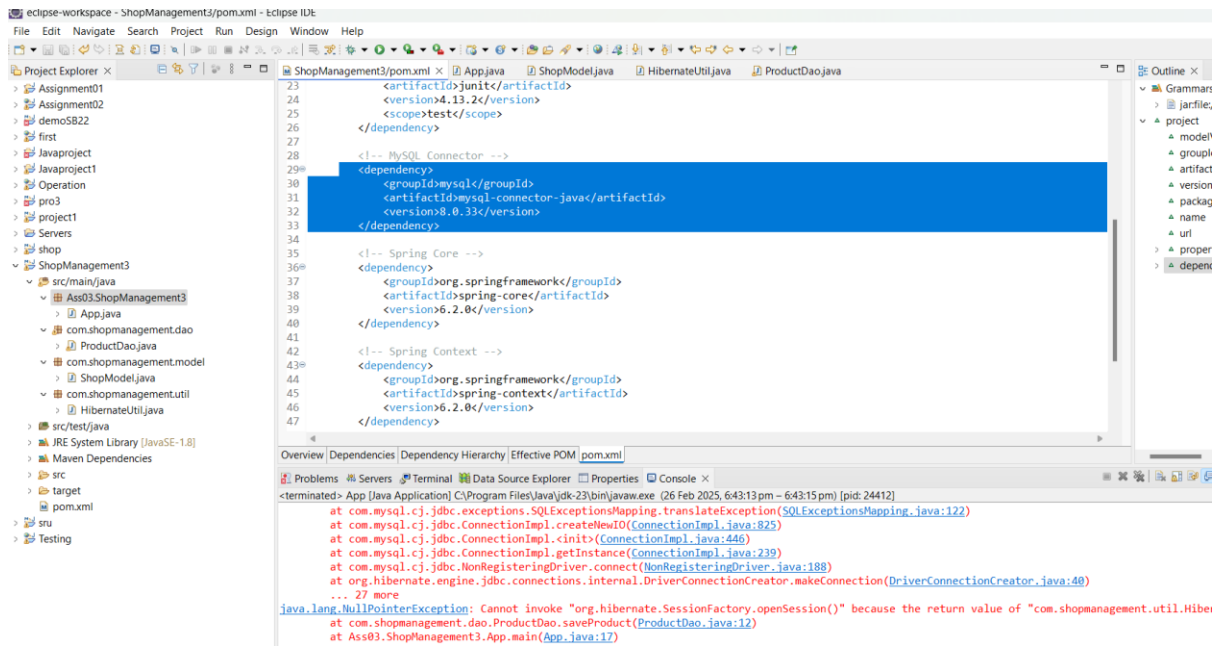 eclipse-workspace - ShopManagement3/pom.xml - Eclipse IDE
File Edit Navigate Search Project Run Design Window Help
Project Explorer
Assignment01
Assignment02
demoSB22
first
Javaproject
Javaproject1
Operation
pro3
project1
Servers
shop
ShopManagement3
src/main/java
Ass03.ShopManagement3
App.java
com.shopmanagement.dao
ProductDao.java
com.shopmanagement.model
ShopModel.java
com.shopmanagement.util
HibernateUtil.java
src/test/java
JRE System Library [JavaSE-1.8]
Maven Dependencies
src
target
pom.xml
sru
Testing
ShopManagement3/pom.xml App.java ShopModel.java HibernateUtil.java ProductDao.java
23 <artifactId>junit</artifactId>
24 <version>4.13.2</version>
25 <scope>test</scope>
26 </dependency>
27
28 <!-- MySQL Connector -->
29 <dependency>
30 <groupId>mysql</groupId>
31 <artifactId>mysql-connector-java</artifactId>
32 <version>8.0.33</version>
33 </dependency>
34
35 <!-- Spring Core -->
36 <dependency>
37 <groupId>org.springframework</groupId>
38 <artifactId>spring-core</artifactId>
39 <version>6.2.0</version>
40 </dependency>
41
42 <!-- Spring Context -->
43 <dependency>
44 <groupId>org.springframework</groupId>
45 <artifactId>spring-context</artifactId>
46 <version>6.2.0</version>
47 </dependency>
Overview Dependencies Dependency Hierarchy Effective POM pom.xml
Outline
Grammars
jar:file:
project
modelV
groupI
artifact
version
packag
name
url
proper
depend
Problems Servers Terminal Data Source Explorer Properties Console
<terminated> App [Java Application] C:\Program Files\Java\jdk-23\bin\javaw.exe (26 Feb 2025, 6:43:13 pm – 6:43:15 pm) [pid: 24412]
at com.mysql.cj.jdbc.exceptions.SQLExceptionsMapping.translateException(SQLExceptionsMapping.java:122)
at com.mysql.cj.jdbc.ConnectionImpl.createNewIO(ConnectionImpl.java:825)
at com.mysql.cj.jdbc.ConnectionImpl.<init>(ConnectionImpl.java:446)
at com.mysql.cj.jdbc.ConnectionImpl.getInstance(ConnectionImpl.java:239)
at com.mysql.cj.jdbc.NonRegisteringDriver.connect(NonRegisteringDriver.java:188)
at org.hibernate.engine.jdbc.connections.internal.DriverConnectionCreator.makeConnection(DriverConnectionCreator.java:40)
... 27 more
java.lang.NullPointerException: Cannot invoke "org.hibernate.SessionFactory.openSession()" because the return value of "com.shopmanagement.util.Hiber
at com.shopmanagement.dao.ProductDao.saveProduct(ProductDao.java:12)
at Ass03.ShopManagement3.App.main(App.java:17)